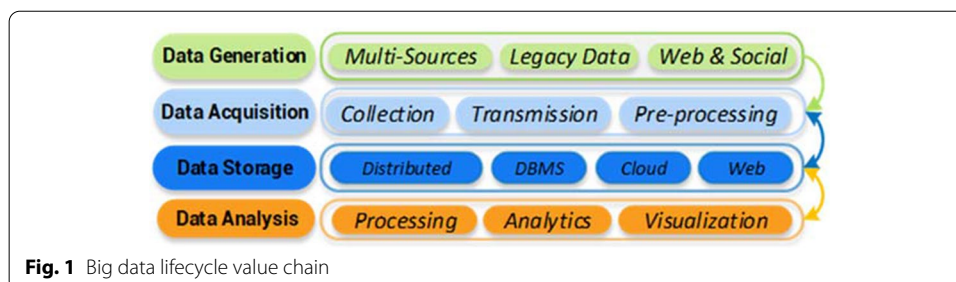 Data Generation Multi-Sources Legacy Data Web & Social
Data Acquisition Collection Transmission Pre-processing
Data Storage Distributed DBMS Cloud Web
Data Analysis Processing Analytics Visualization
Fig. 1 Big data lifecycle value chain